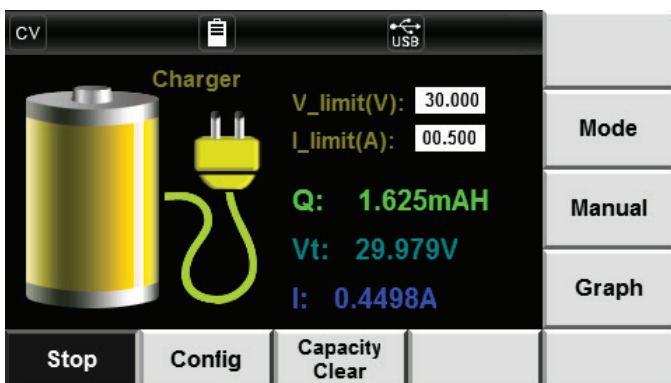 CV
USB
Charger
V_limit(V): 30.000
I_limit(A): 00.500
Q: 1.625mAH
Vt: 29.979V
I: 0.4498A
Mode
Manual
Graph
Stop
Config
Capacity
Clear